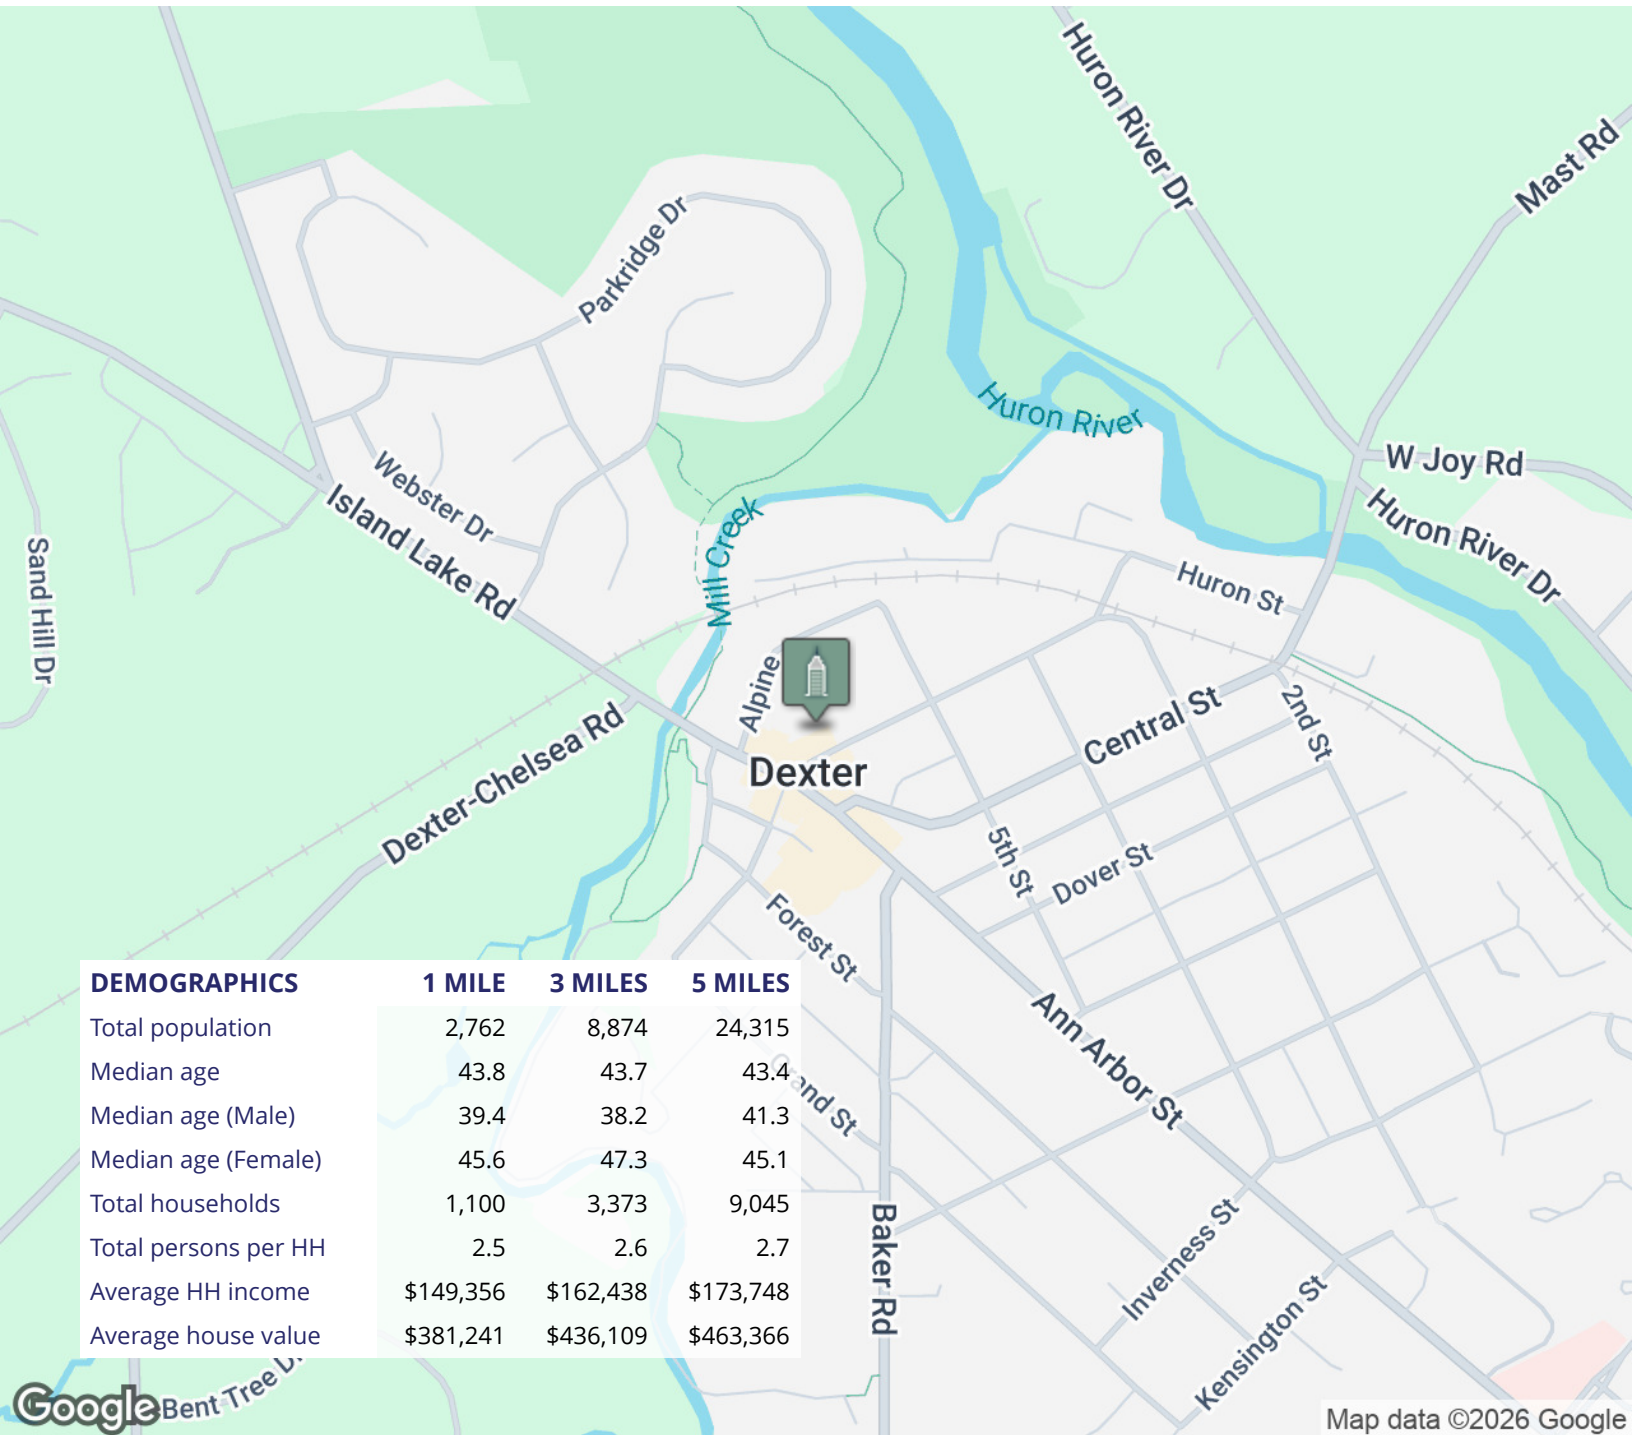 Huron River Dr
Mast Rd
Parkridge Dr
Huron River
W Joy Rd
Huron River Dr
Webster Dr
Island Lake Rd
Mill Creek
Sand Hill Dr
Huron St
Alpine
Dexter
Central St
2nd St
Dexter-Chelsea Rd
5th St
Dover St
Forest St
Ann Arbor St
Grand St
Baker Rd
Inverness St
Kensington St
DEMOGRAPHICS 1 MILE 3 MILES 5 MILES
Total population 2,762 8,874 24,315
Median age 43.8 43.7 43.4
Median age (Male) 39.4 38.2 41.3
Median age (Female) 45.6 47.3 45.1
Total households 1,100 3,373 9,045
Total persons per HH 2.5 2.6 2.7
Average HH income $149,356 $162,438 $173,748
Average house value $381,241 $436,109 $463,366
Bent Tree Dr
Google
Map data ©2026 Google